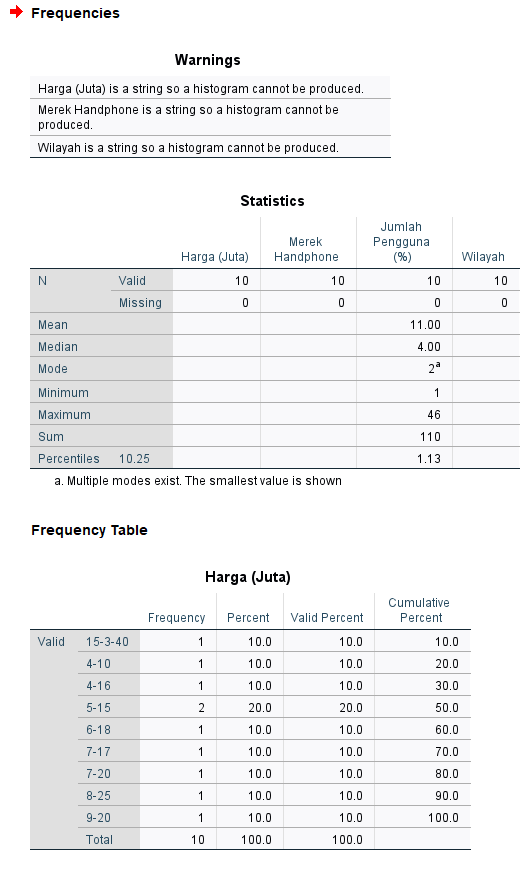 Frequencies
Warnings
Harga (Juta) is a string so a histogram cannot be produced.
Merek Handphone is a string so a histogram cannot be
produced.
Wilayah is a string so a histogram cannot be produced.
Statistics
Harga (Juta) Merek Handphone Jumlah Pengguna (%) Wilayah
N Valid 10 10 10 10
Missing 0 0 0 0
Mean 11.00
Median 4.00
Mode 2a
Minimum 1
Maximum 46
Sum 110
Percentiles 10.25 1.13
a. Multiple modes exist. The smallest value is shown
Frequency Table
Harga (Juta)
Frequency Percent Valid Percent Cumulative Percent
Valid 15-3-40 1 10.0 10.0 10.0
4-10 1 10.0 10.0 20.0
4-16 1 10.0 10.0 30.0
5-15 2 20.0 20.0 50.0
6-18 1 10.0 10.0 60.0
7-17 1 10.0 10.0 70.0
7-20 1 10.0 10.0 80.0
8-25 1 10.0 10.0 90.0
9-20 1 10.0 10.0 100.0
Total 10 100.0 100.0